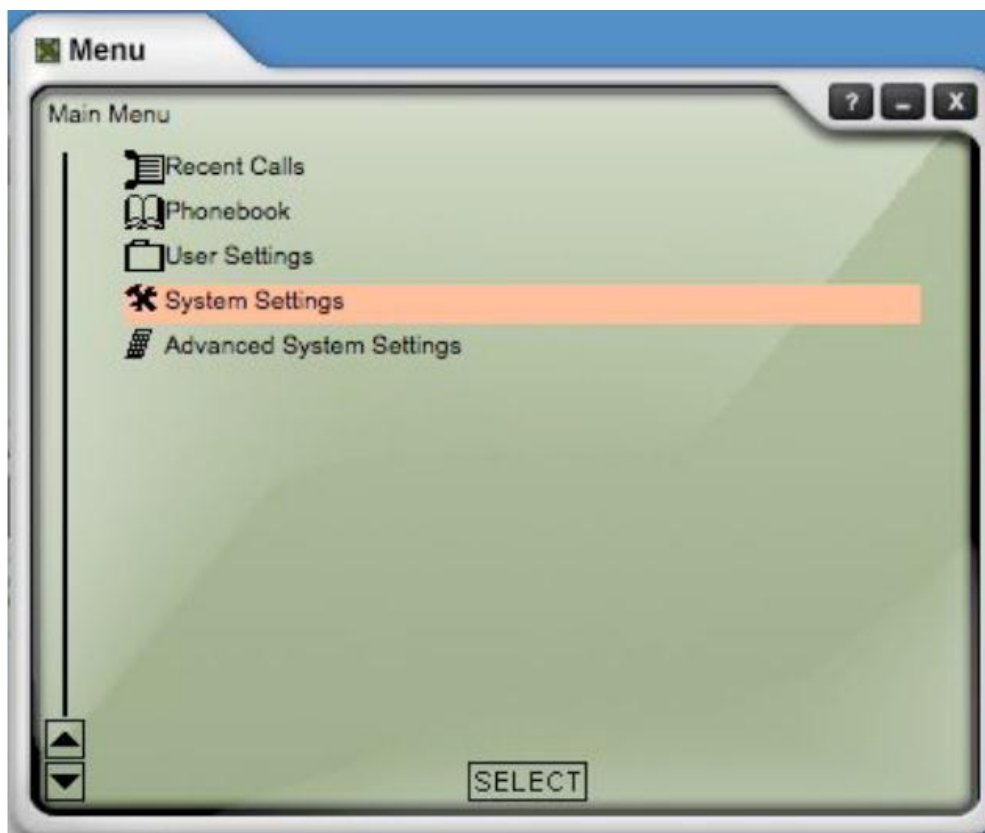 Menu
Main Menu
? - X
Recent Calls
Phonebook
User Settings
System Settings
Advanced System Settings
SELECT